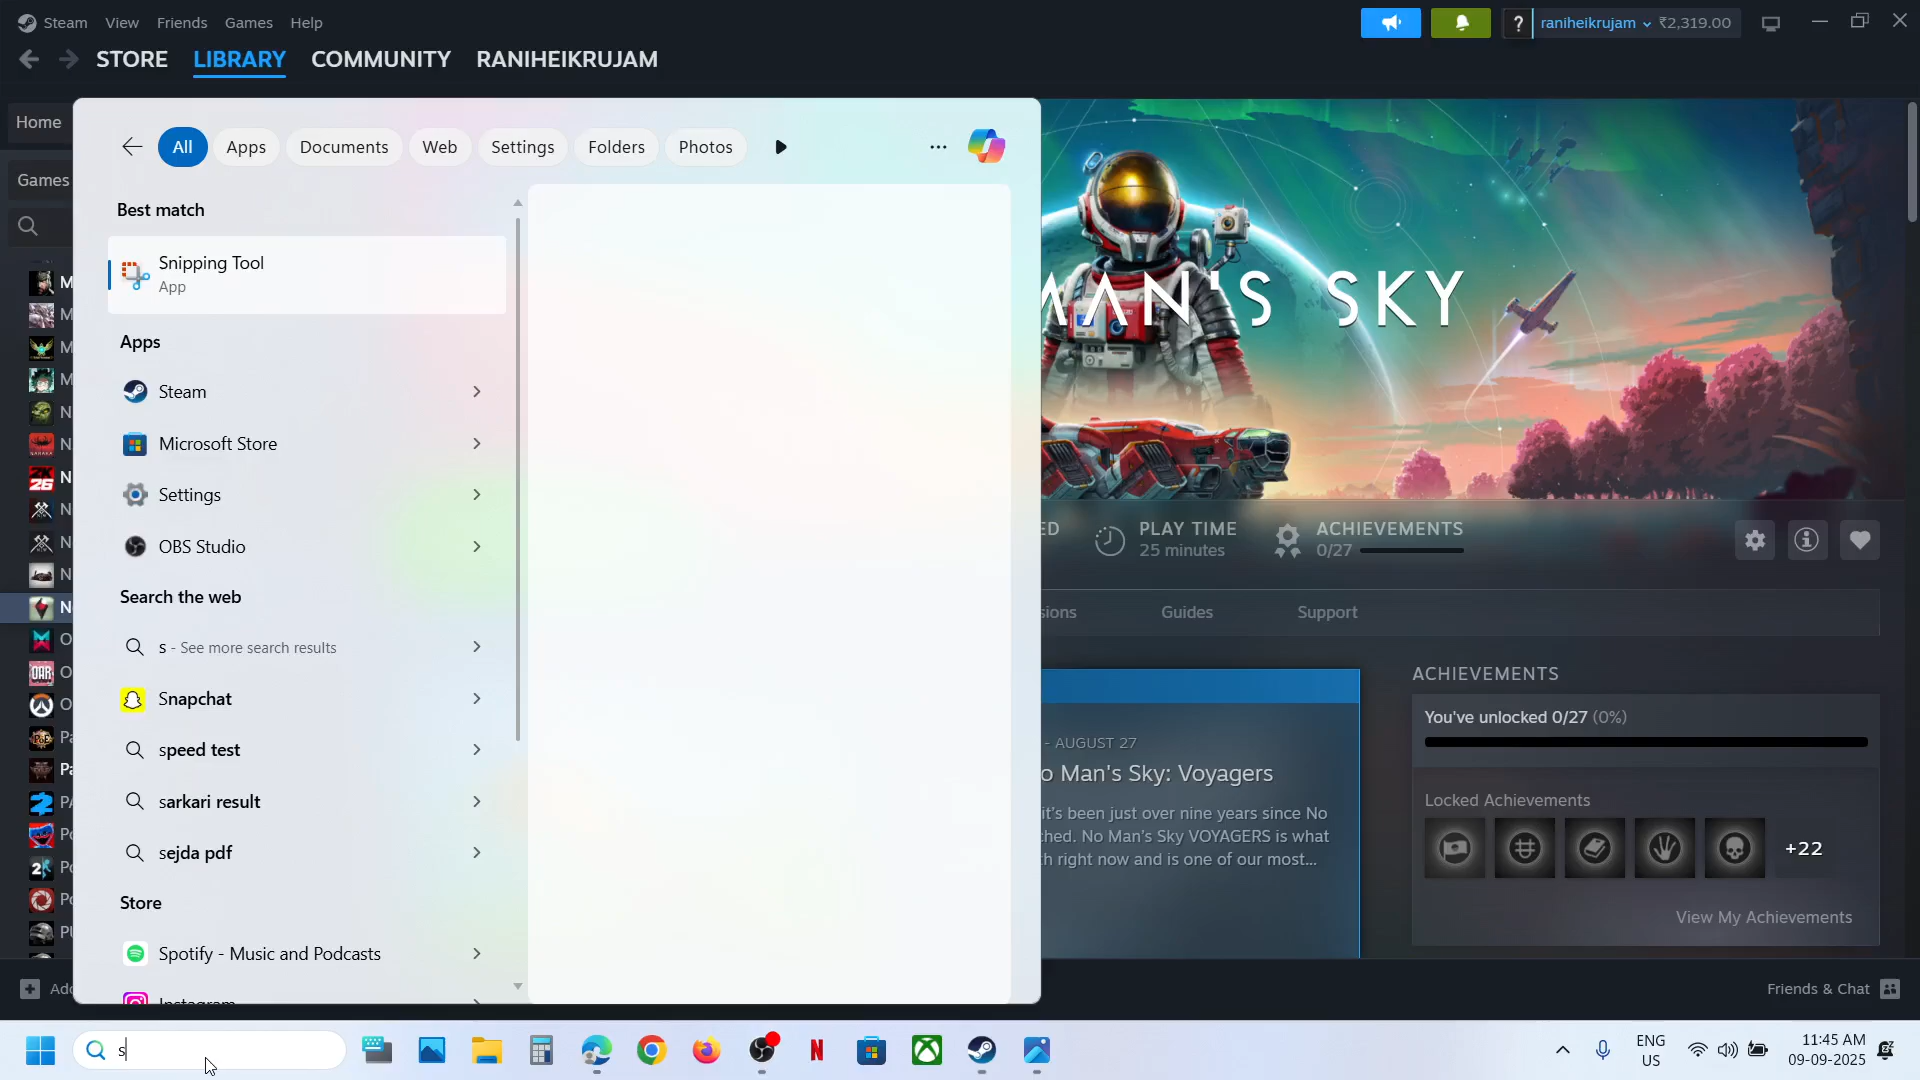 Steam View Friends Games Help
? raniheikrujam ₹2,319.00
STORE LIBRARY COMMUNITY RANIHEIKRUJAM
Home
Games
All Apps Documents Web Settings Folders Photos
Best match
Snipping Tool
App
Apps
Steam
Microsoft Store
Settings
OBS Studio
Search the web
s - See more search results
Snapchat
speed test
sarkari result
sejda pdf
Store
Spotify - Music and Podcasts
Instagram
MAN'S SKY
PLAY TIME
25 minutes
ACHIEVEMENTS
0/27
Guides Support
- AUGUST 27
o Man's Sky: Voyagers
it's been just over nine years since No
ched. No Man's Sky VOYAGERS is what
h right now and is one of our most...
ACHIEVEMENTS
You've unlocked 0/27 (0%)
Locked Achievements
+22
View My Achievements
Friends & Chat
s
ENG
US
11:45 AM
09-09-2025